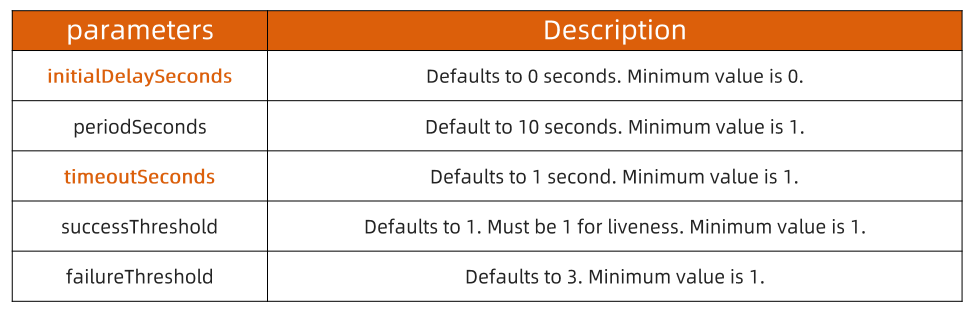 parameters Description
initialDelaySeconds Defaults to 0 seconds. Minimum value is 0.
periodSeconds Default to 10 seconds. Minimum value is 1.
timeoutSeconds Defaults to 1 second. Minimum value is 1.
successThreshold Defaults to 1. Must be 1 for liveness. Minimum value is 1.
failureThreshold Defaults to 3. Minimum value is 1.